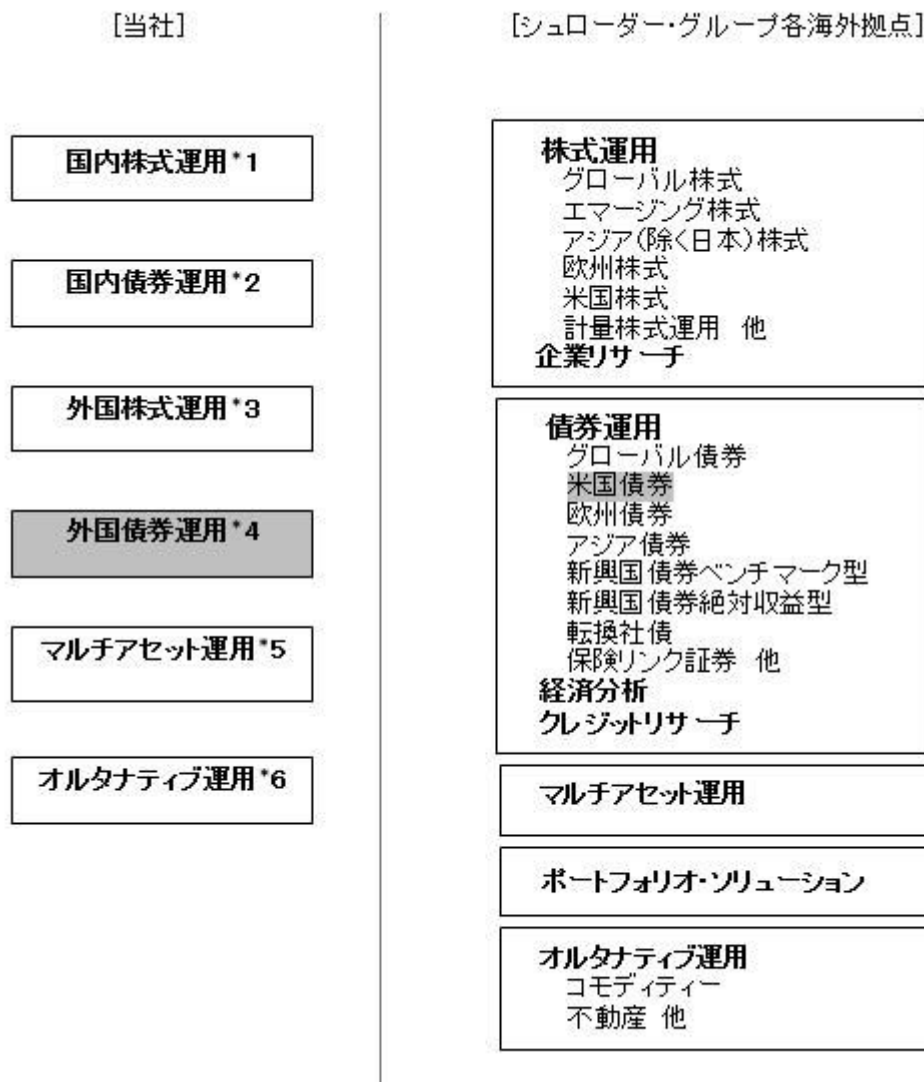 [当社]
国内株式運用*1
国内債券運用*2
外国株式運用*3
外国債券運用*4
マルチアセット運用*5
オルタナティブ運用*6
[シュローダー・グループ各海外拠点]
株式運用
グローバル株式
エマージング株式
アジア(除く日本)株式
欧州株式
米国株式
計量株式運用 他
企業リサーチ
債券運用
グローバル債券
米国債券
欧州債券
アジア債券
新興国債券ベンチマーク型
新興国債券絶対収益型
転換社債
保険リンク証券 他
経済分析
クレジットリサーチ
マルチアセット運用
ポートフォリオ・ソリューション
オルタナティブ運用
コモディティー
不動産 他